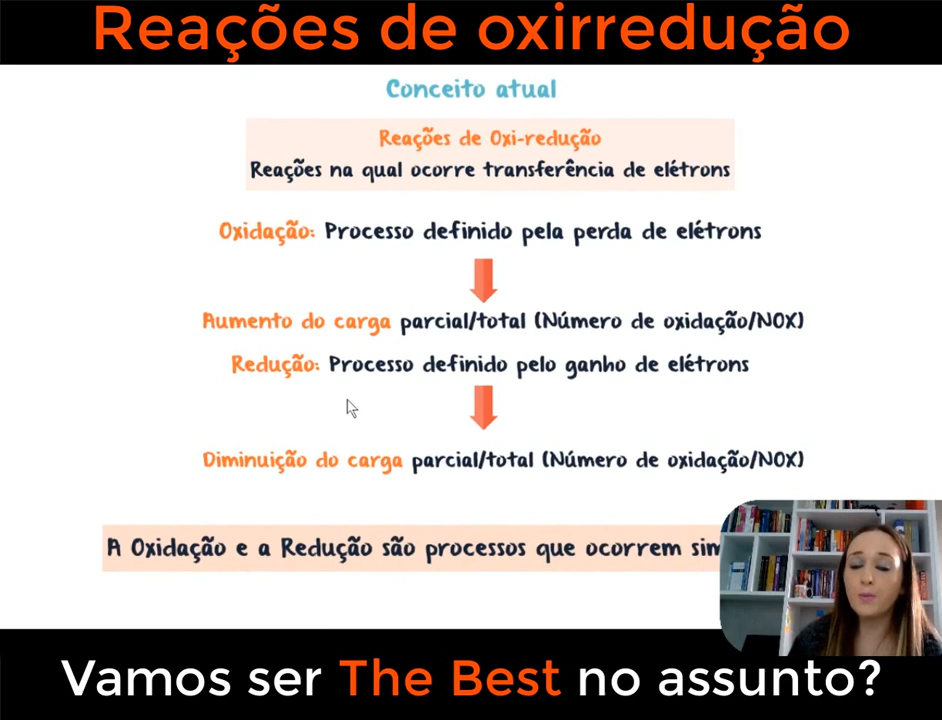 Reações de oxirredução
Conceito atual
Reações de Oxi-redução
Reações na qual ocorre transferência de elétrons
Oxidação: Processo definido pela perda de elétrons
Aumento do carga parcial/total (Número de oxidação/NOX)
Redução: Processo definido pelo ganho de elétrons
Diminuição do carga parcial/total (Número de oxidação/NOX)
A Oxidação e a Redução são processos que ocorrem
Vamos ser The Best no assunto?